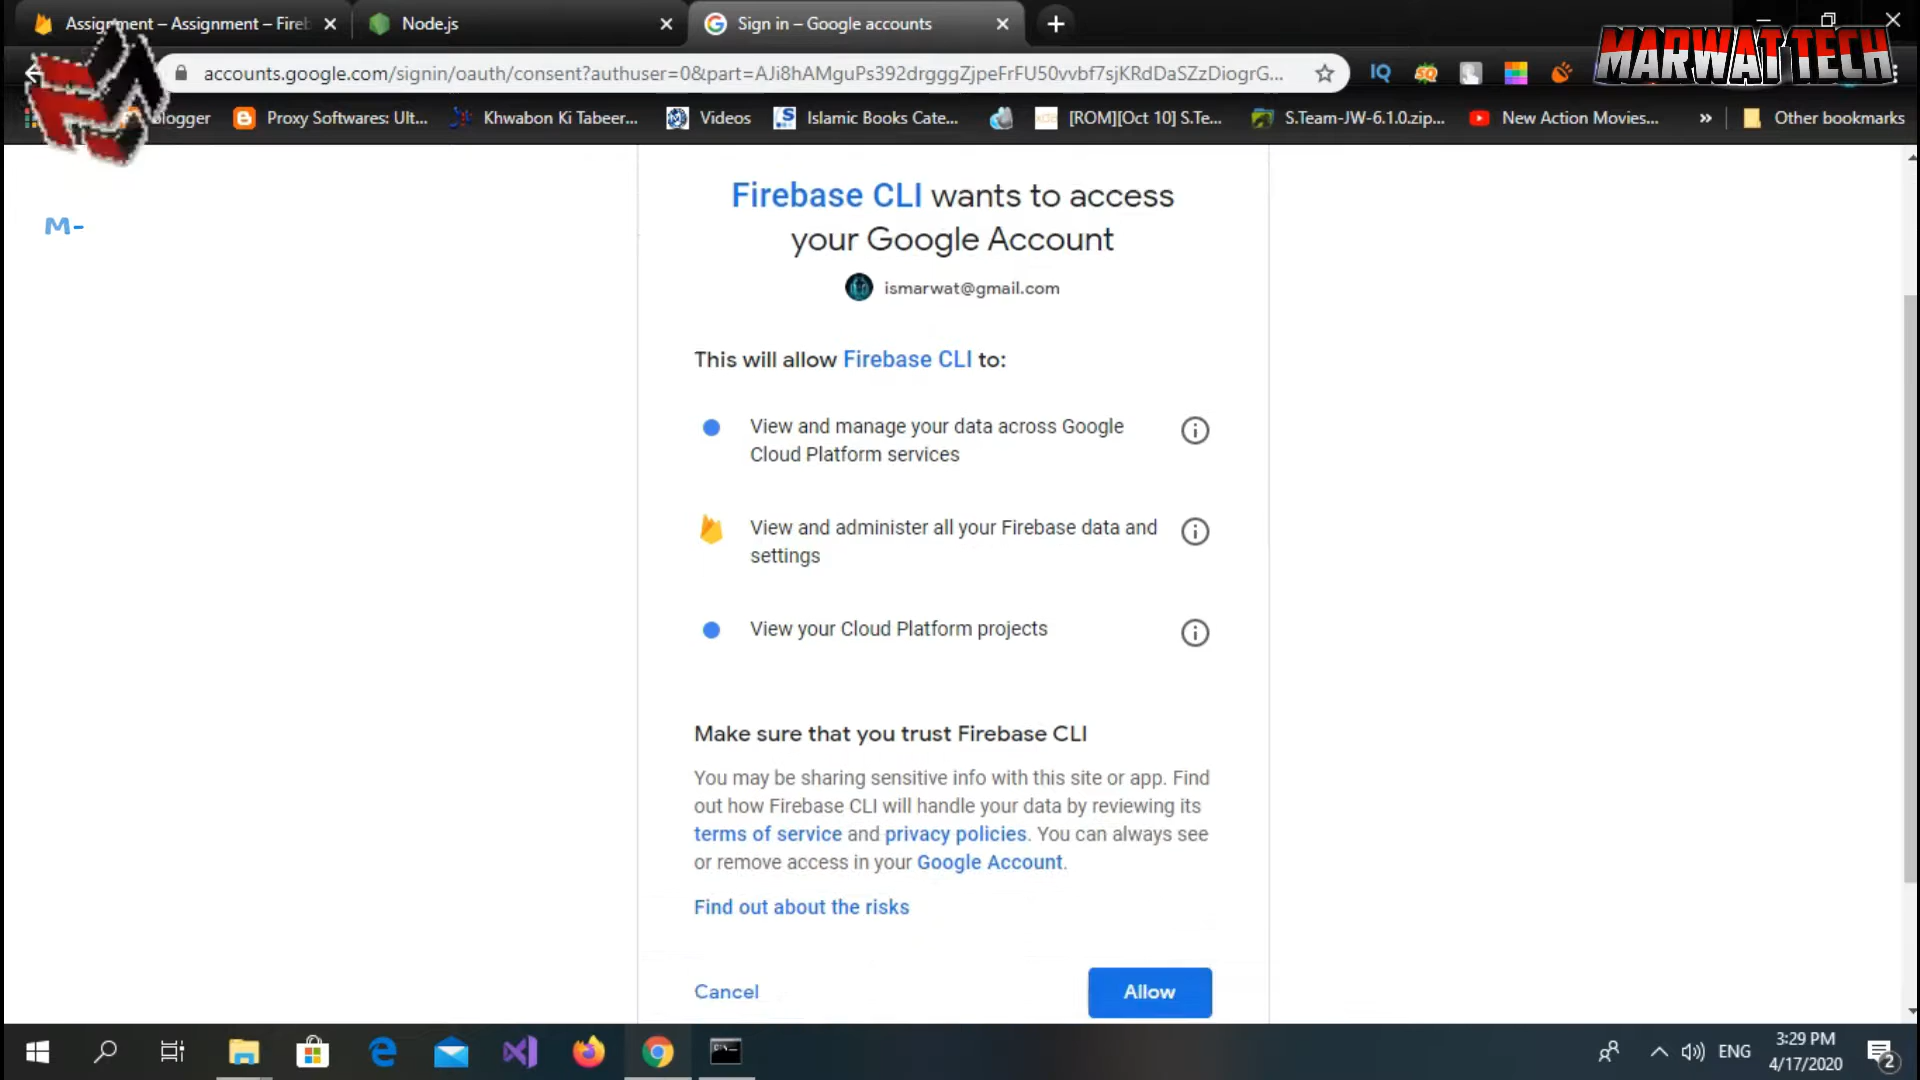 Assignment – Assignment – Fireb
Node.js
Sign in – Google accounts
MARWAT TECH
accounts.google.com/signin/oauth/consent?authuser=0&part=AJi8hAMguPs392drgggZjpeFrFU50vvbf7sjKRdDaSZzDiogrG...
IQ
logger
Proxy Softwares: Ult...
Khwabon Ki Tabeer...
Videos
Islamic Books Cate...
[ROM][Oct 10] S.Te...
S.Team-JW-6.1.0.zip...
New Action Movies...
»
Other bookmarks
M-
Firebase CLI wants to access
your Google Account
ismarwat@gmail.com
This will allow Firebase CLI to:
View and manage your data across Google
Cloud Platform services
View and administer all your Firebase data and
settings
View your Cloud Platform projects
Make sure that you trust Firebase CLI
You may be sharing sensitive info with this site or app. Find
out how Firebase CLI will handle your data by reviewing its
terms of service and privacy policies. You can always see
or remove access in your Google Account.
Find out about the risks
Cancel
Allow
ENG
3:29 PM
4/17/2020
2